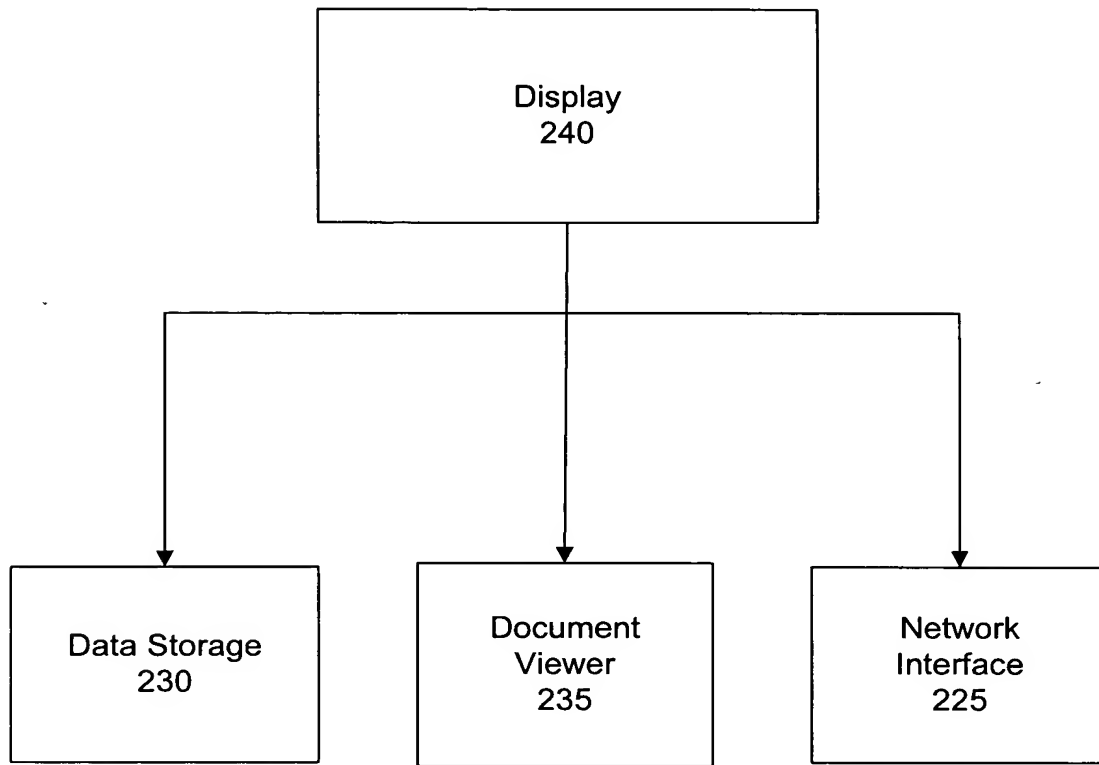 Display
240
Data Storage
230
Document
Viewer
235
Network
Interface
225